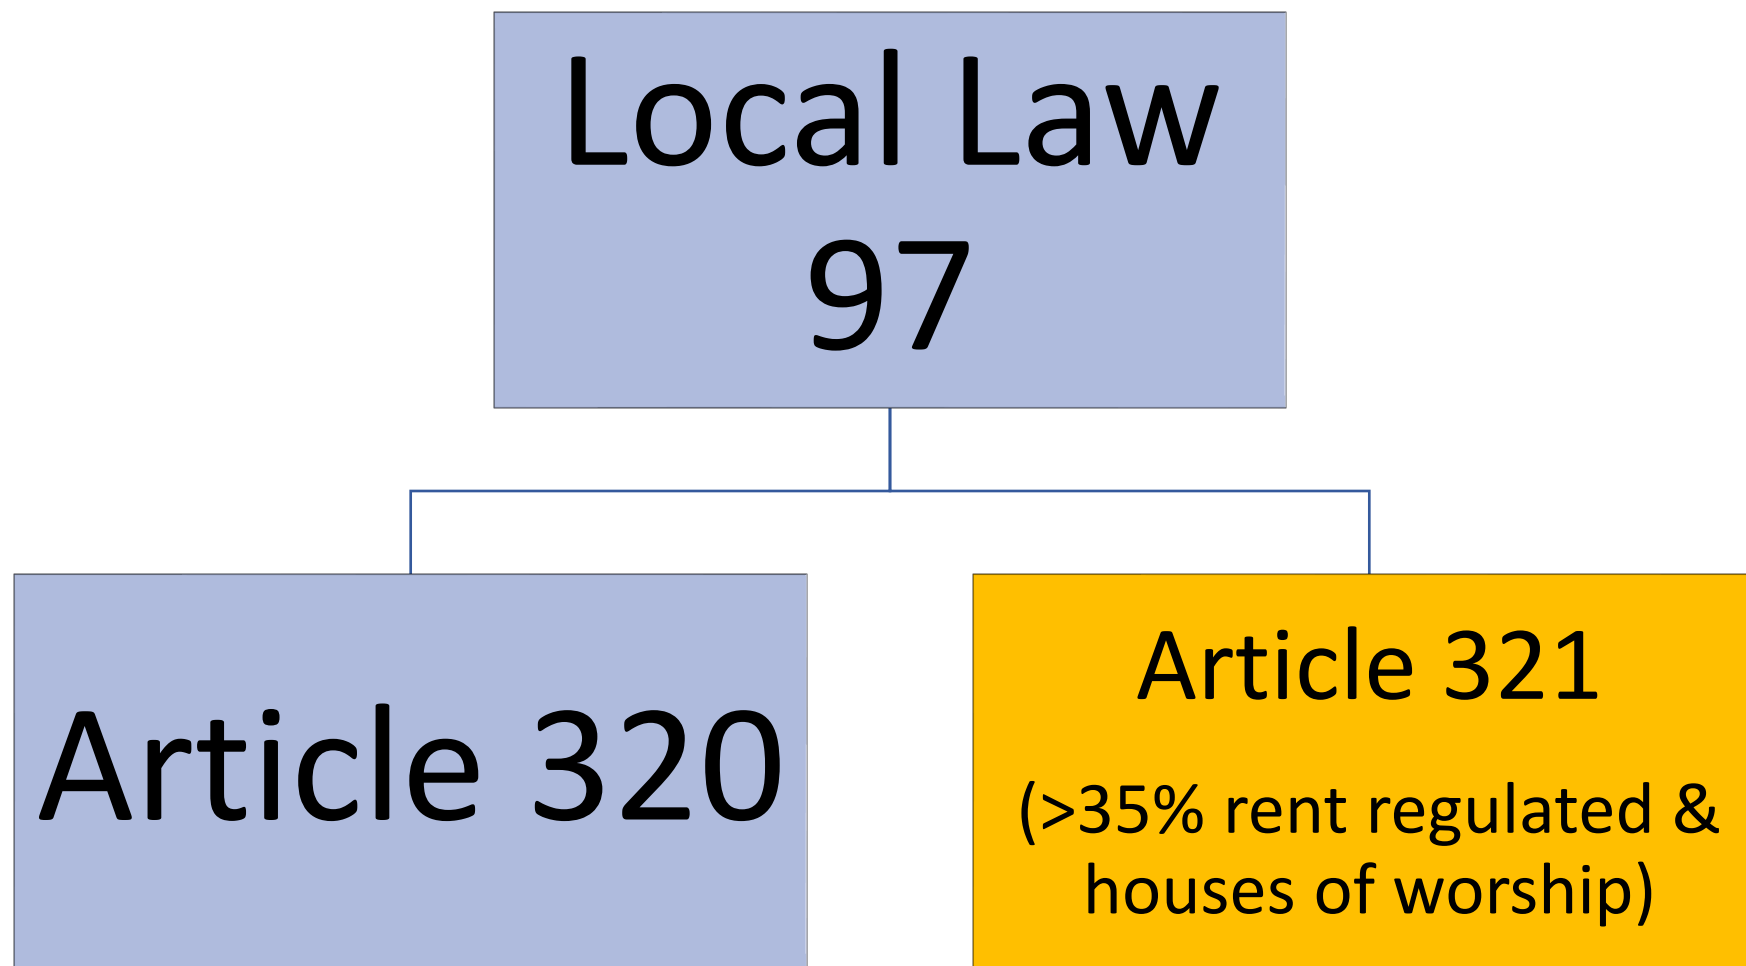 Local Law
97
Article 320
Article 321
(>35% rent regulated &
houses of worship)